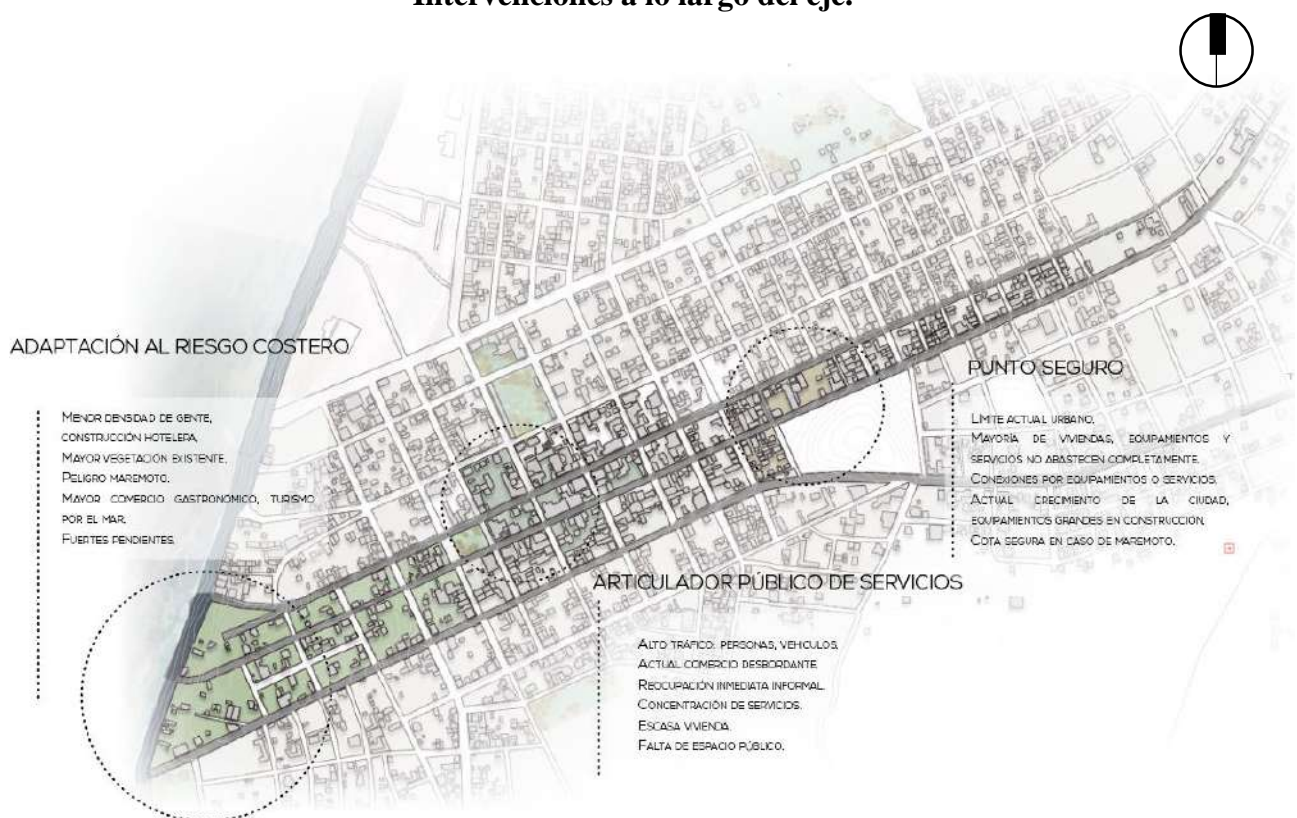 Intervenciones a lo largo del eje.
ADAPTACIÓN AL RIESGO COSTERO
MENOR DENSIDAD DE GENTE,
CONSTRUCCIÓN HOTELERA,
MAYOR VEGETACIÓN EXISTENTE.
PELIGRO MAREMOTO.
MAYOR COMERCIO GASTRONÓMICO, TURISMO
POR EL MAR.
FUERTES PENDIENTES.
PUNTO SEGURO
LÍMITE ACTUAL URBANO.
MAYORÍA DE VIVIENDAS, EQUIPAMIENTOS Y
SERVICIOS NO ABASTECEN COMPLETAMENTE.
CONEXIONES POR EQUIPAMIENTOS O SERVICIOS.
ACTUAL CRECIMIENTO DE LA CIUDAD,
EQUIPAMIENTOS GRANDES EN CONSTRUCCIÓN.
COTA SEGURA EN CASO DE MAREMOTO.
ARTICULADOR PÚBLICO DE SERVICIOS
ALTO TRÁFICO: PERSONAS, VEHICULOS.
ACTUAL COMERCIO DESBORDANTE.
REOCUPACIÓN INMEDIATA INFORMAL.
CONCENTRACIÓN DE SERVICIOS.
ESCASA VIVIENDA.
FALTA DE ESPACIO PÚBLICO.